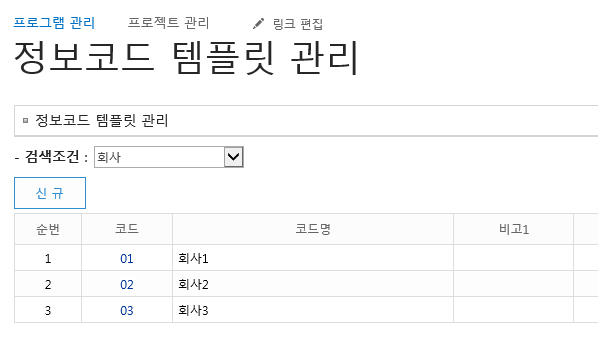 프로그램 관리 프로젝트 관리 링크 편집
정보코드 템플릿 관리
정보코드 템플릿 관리
- 검색조건 : 회사
신 규
순번 코드 코드명 비고1
1 01 회사1
2 02 회사2
3 03 회사3